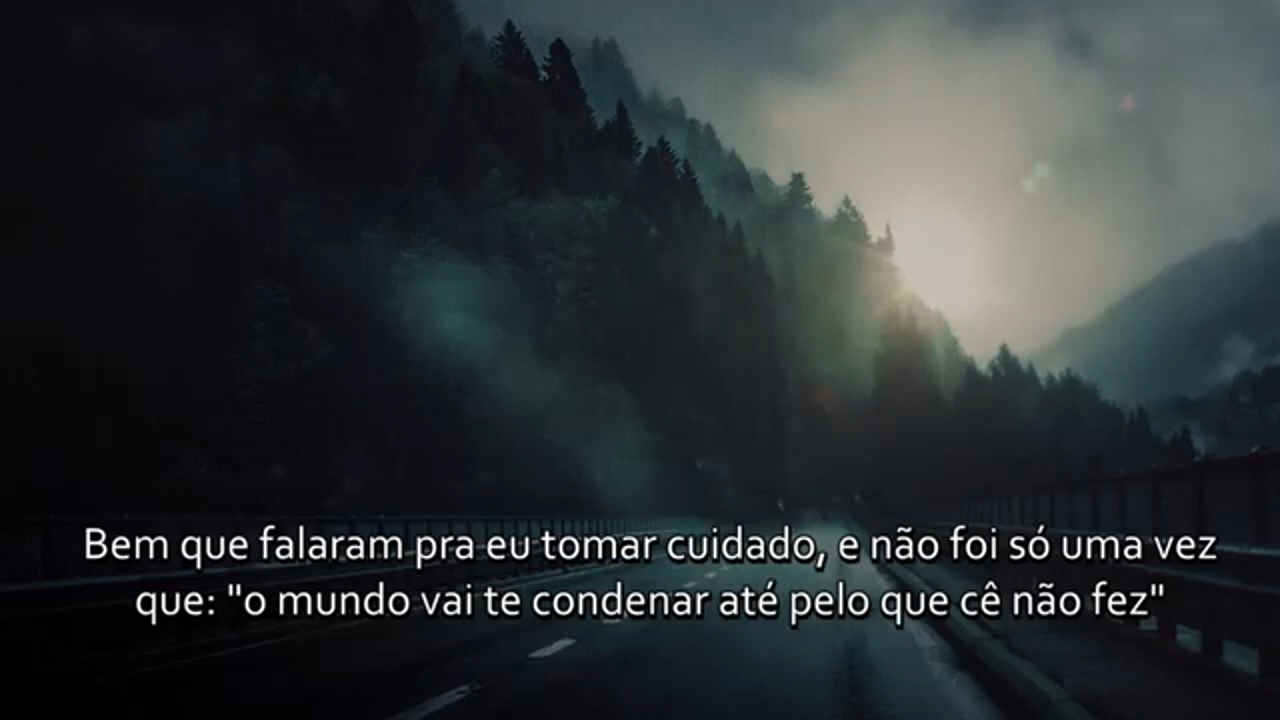 Bem que falaram pra eu tomar cuidado, e não foi só uma vez
que: "o mundo vai te condenar até pelo que cê não fez"